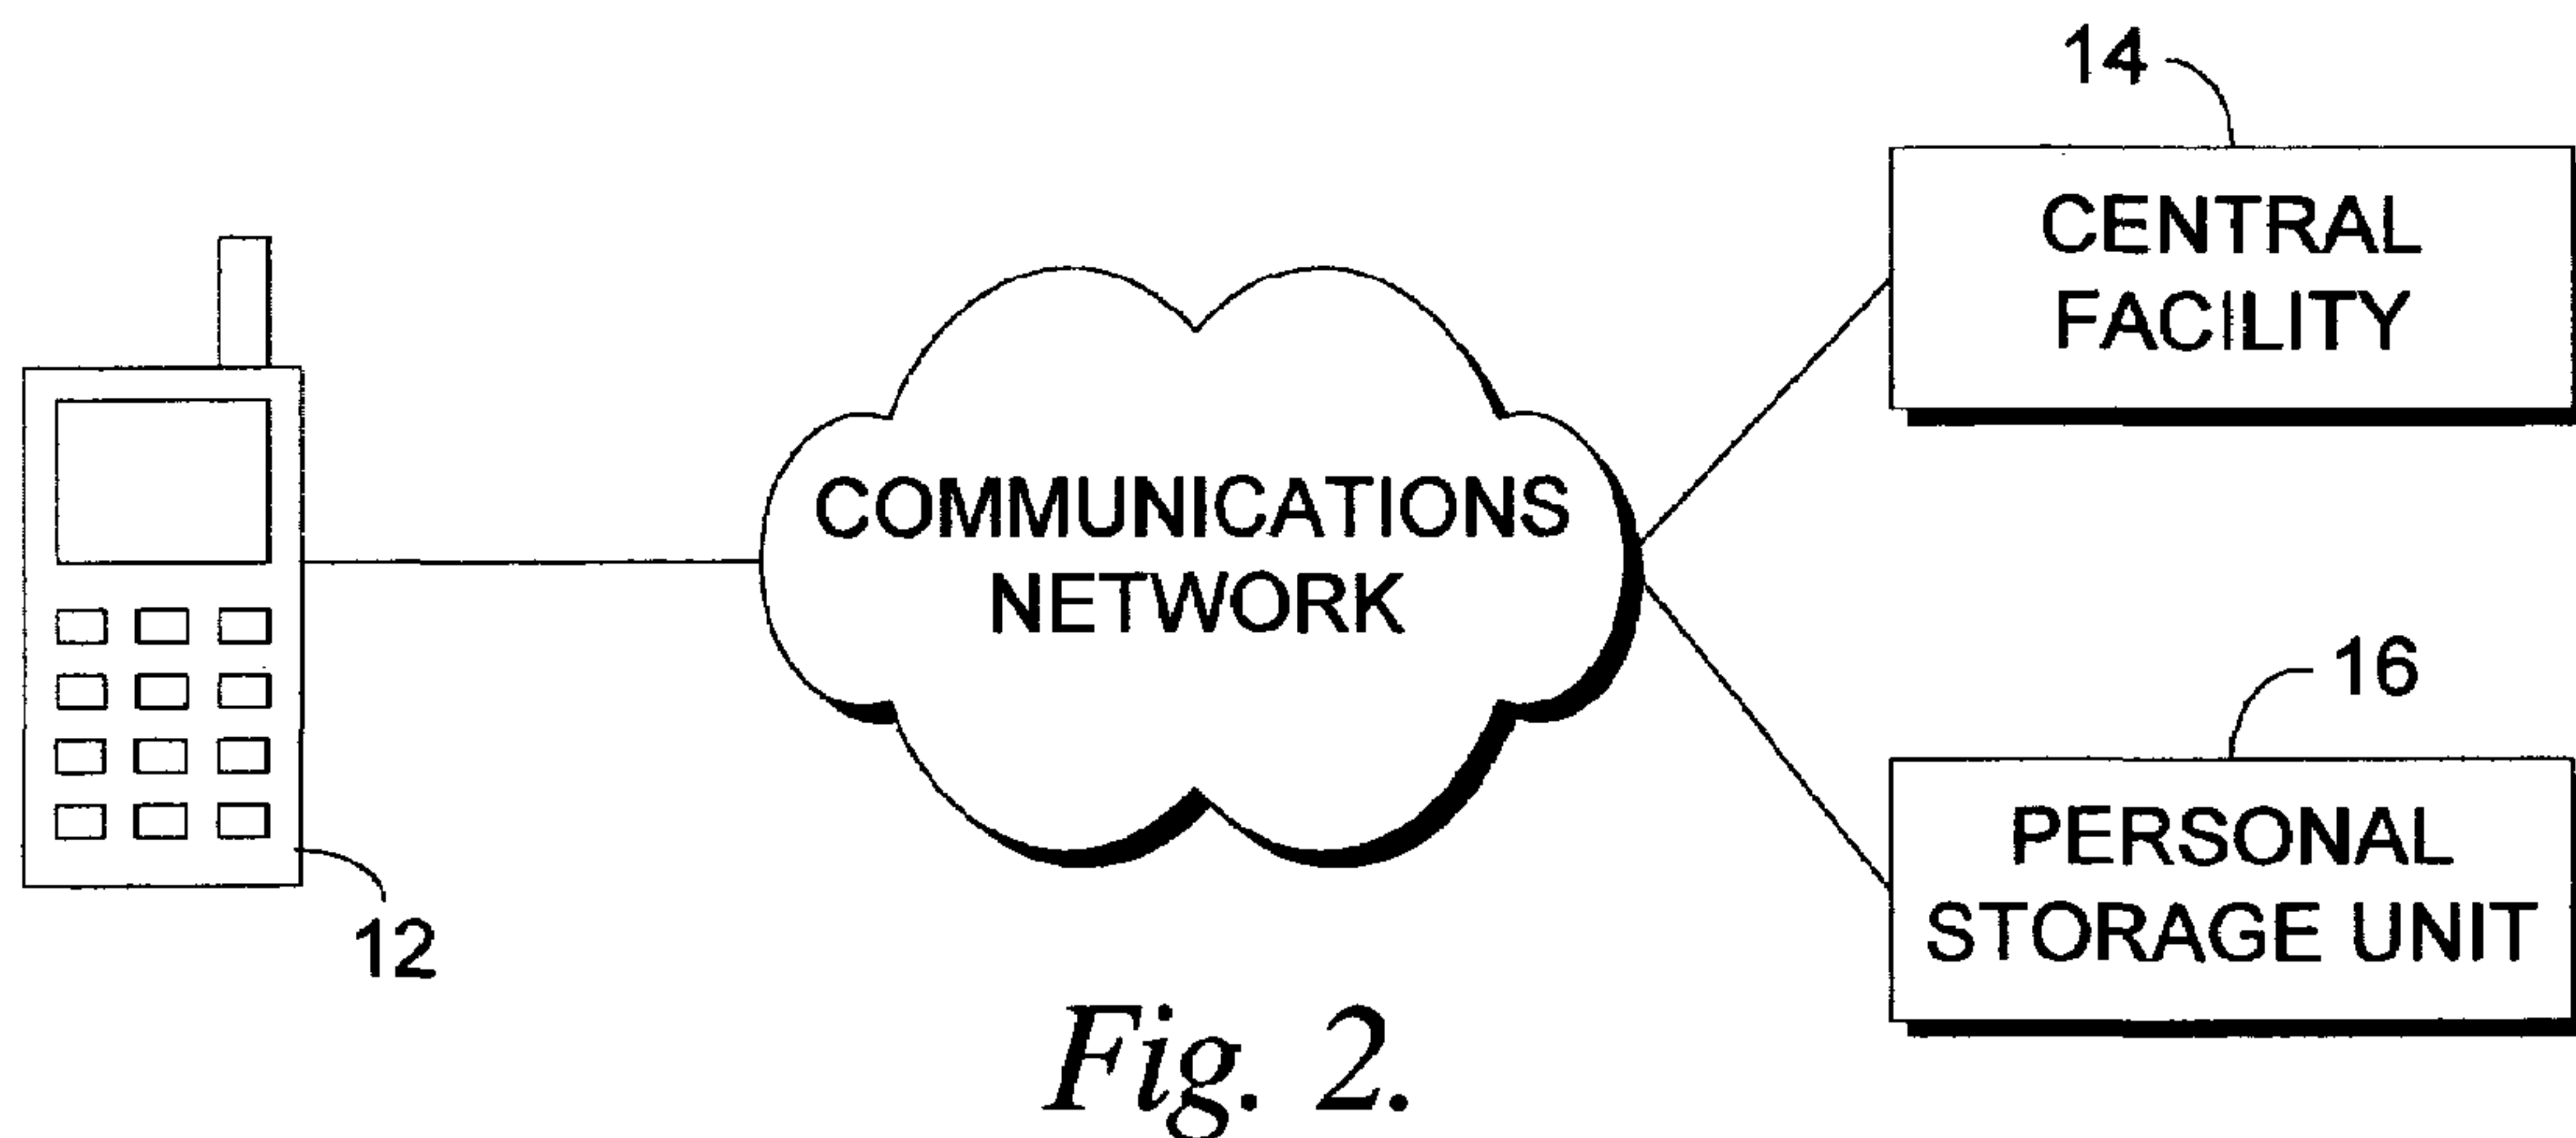 14
CENTRAL
FACILITY
COMMUNICATIONS
NETWORK
16
PERSONAL
STORAGE UNIT
12
Fig. 2.